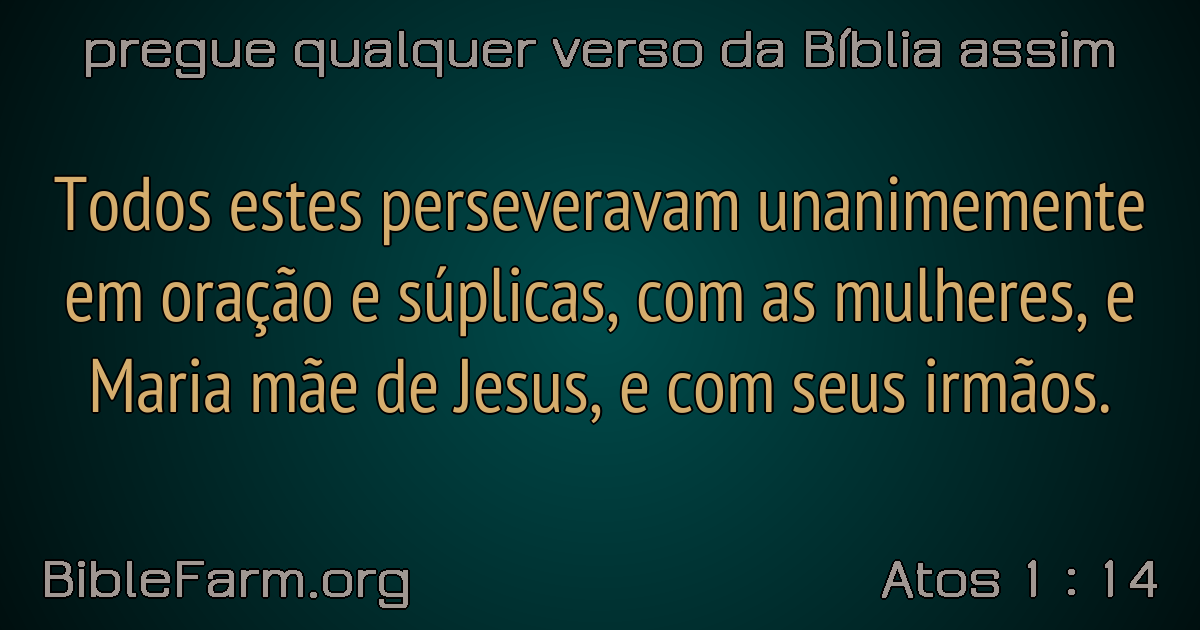 pregue qualquer verso da Bíblia assim
Todos estes perseveravam unanimemente
em oração e súplicas, com as mulheres, e
Maria mãe de Jesus, e com seus irmãos.
BibleFarm.org
Atos 1 : 14